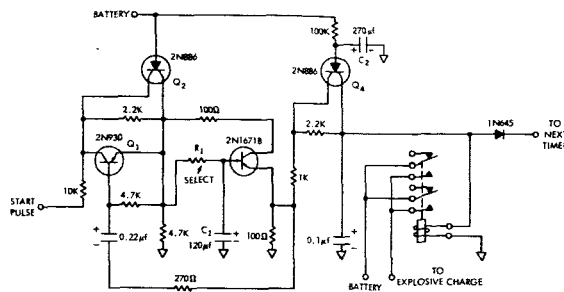 BATTERY
100K
270 µf
+ −
C2
2N886
Q2
2N886
Q4
2.2K
100Ω
2.2K
1N645
TO
NEXT
TIMER
2N930
Q1
2N1671B
R1
SELECT
10K
1K
START
PULSE
4.7K
4.7K
C1
120µf
100Ω
0.22µf
0.1µf
+
−
+
−
+
−
270Ω
BATTERY
TO
EXPLOSIVE CHARGE